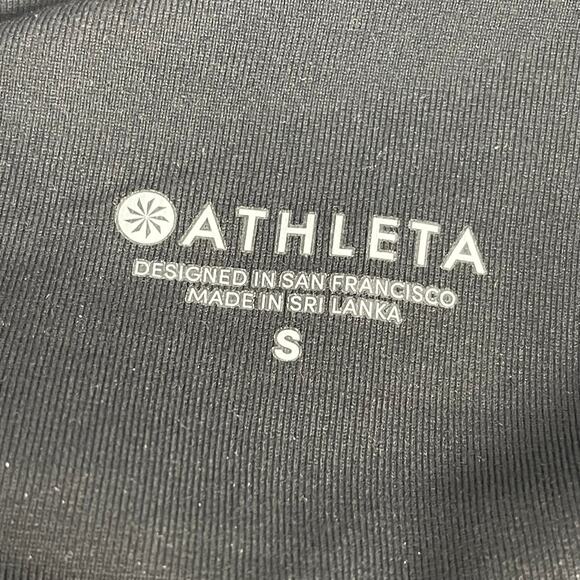 ATHLETA
DESIGNED IN SAN FRANCISCO
MADE IN SRI LANKA
S